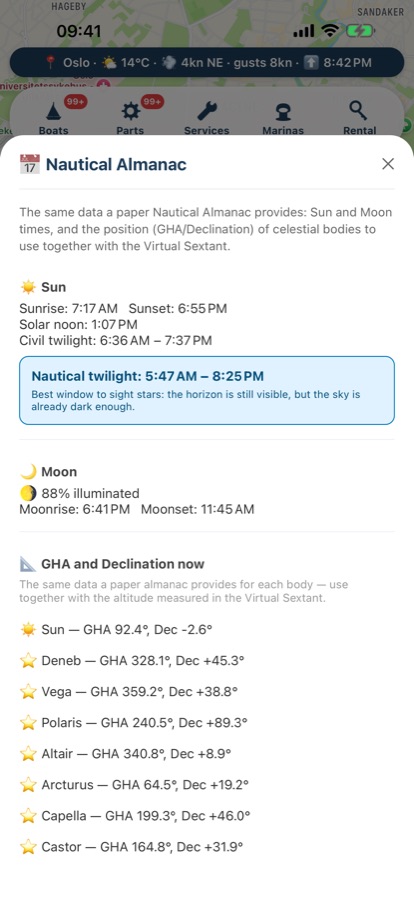 HAGEBY
SANDAKER
09:41
📍 Oslo · ⛅ 14°C · 💨 4kn NE · gusts 8kn · ⬆️ 8:42 PM
99+
99+
Boats
Parts
Services
Marinas
Rental
📅 Nautical Almanac
The same data a paper Nautical Almanac provides: Sun and Moon
times, and the position (GHA/Declination) of celestial bodies to
use together with the Virtual Sextant.
☀️ Sun
Sunrise: 7:17 AM Sunset: 6:55 PM
Solar noon: 1:07 PM
Civil twilight: 6:36 AM – 7:37 PM
Nautical twilight: 5:47 AM – 8:25 PM
Best window to sight stars: the horizon is still visible, but the sky is
already dark enough.
🌙 Moon
🌖 88% illuminated
Moonrise: 6:41 PM Moonset: 11:45 AM
📐 GHA and Declination now
The same data a paper almanac provides for each body — use
together with the altitude measured in the Virtual Sextant.
☀️ Sun — GHA 92.4°, Dec -2.6°
⭐ Deneb — GHA 328.1°, Dec +45.3°
⭐ Vega — GHA 359.2°, Dec +38.8°
⭐ Polaris — GHA 240.5°, Dec +89.3°
⭐ Altair — GHA 340.8°, Dec +8.9°
⭐ Arcturus — GHA 64.5°, Dec +19.2°
⭐ Capella — GHA 199.3°, Dec +46.0°
⭐ Castor — GHA 164.8°, Dec +31.9°